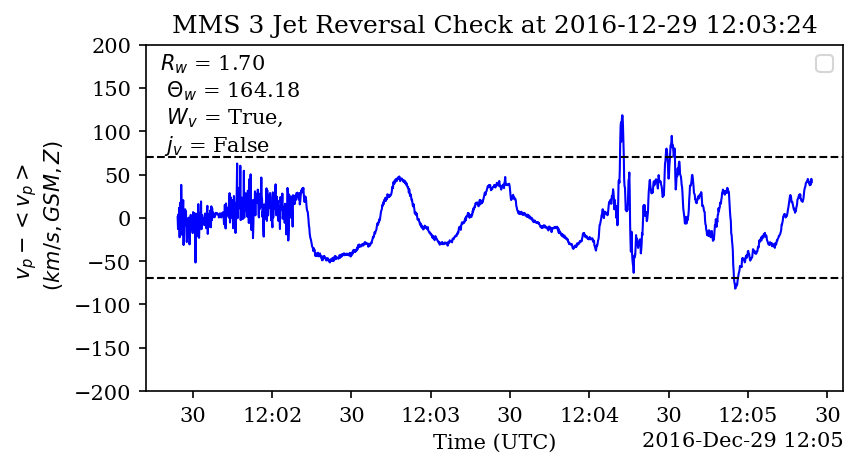 MMS 3 Jet Reversal Check at 2016-12-29 12:03:24
R_w = 1.70
Θ_w = 164.18
W_v = True,
j_v = False
v_p − < v_p >
(km/s, GSM, Z)
200
150
100
50
0
−50
−100
−150
−200
30 12:02 30 12:03 30 12:04 30 12:05 30
Time (UTC)
2016-Dec-29 12:05